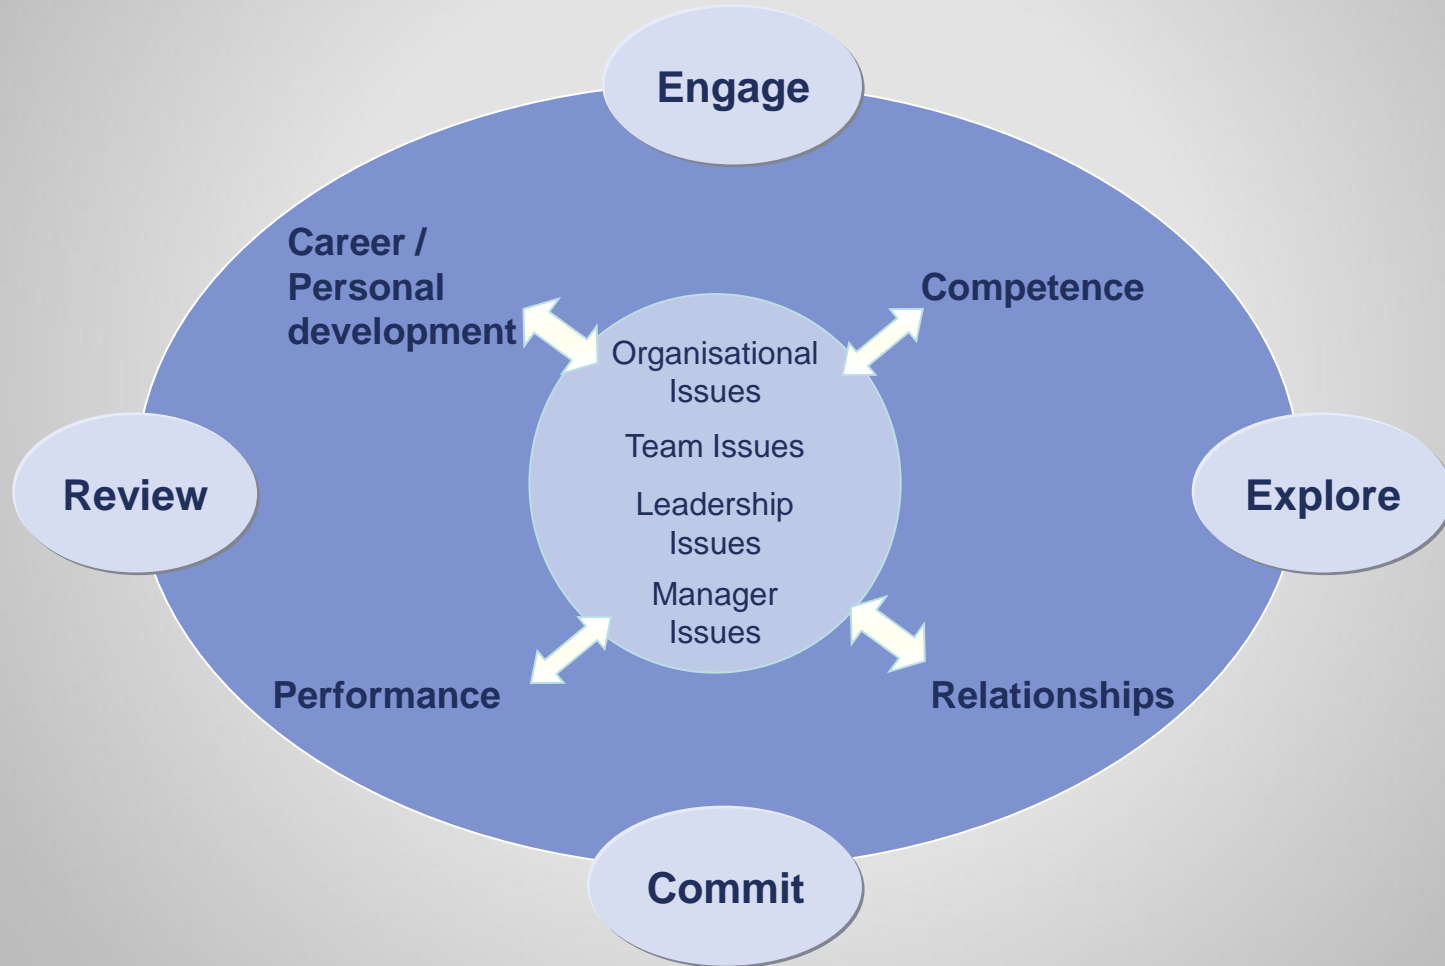 Engage
Career /
Personal
development
Competence
Organisational
Issues
Team Issues
Leadership
Issues
Manager
Issues
Review
Explore
Performance
Relationships
Commit